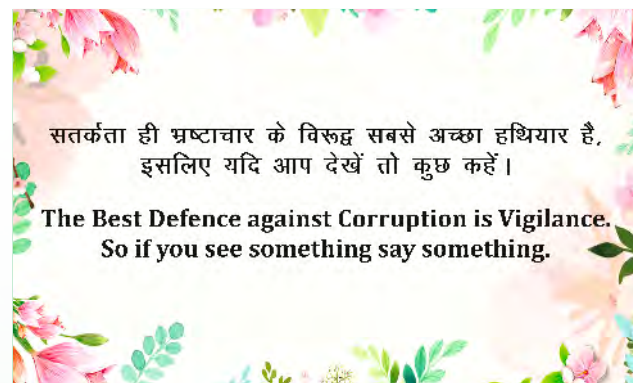 सतर्कता ही भ्रष्टाचार के विरूद्व सबसे अच्छा हथियार है,
इसलिए यदि आप देखें तो कुछ कहें।
The Best Defence against Corruption is Vigilance.
So if you see something say something.